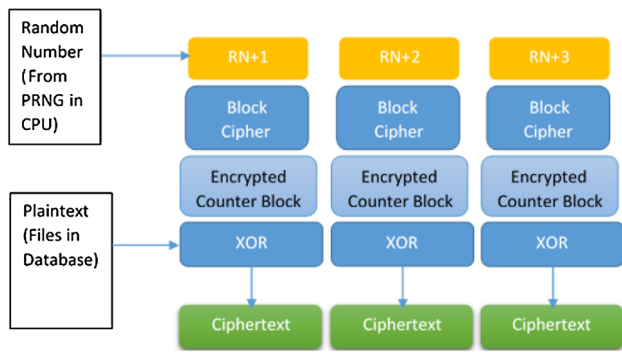 Random
Number
(From
PRNG in
CPU)
RN+1
RN+2
RN+3
Block
Cipher
Block
Cipher
Block
Cipher
Encrypted
Counter Block
Encrypted
Counter Block
Encrypted
Counter Block
Plaintext
(Files in
Database)
XOR
XOR
XOR
Ciphertext
Ciphertext
Ciphertext